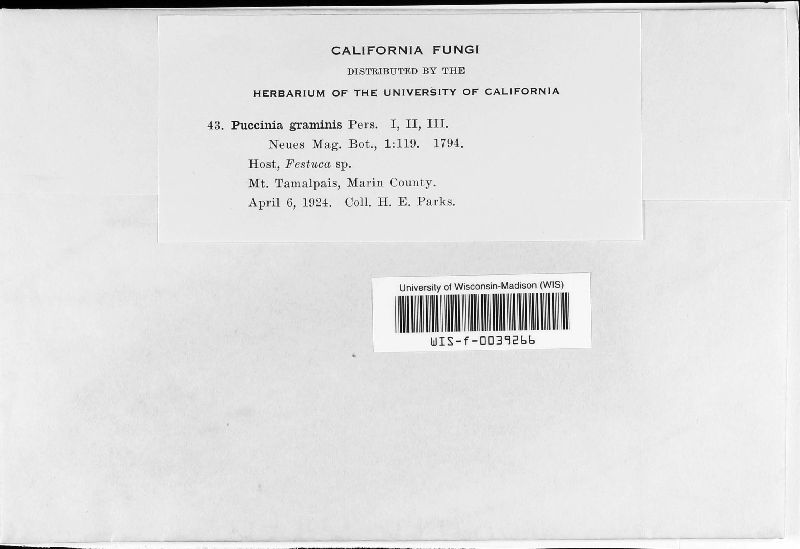 CALIFORNIA FUNGI
DISTRIBUTED BY THE
HERBARIUM OF THE UNIVERSITY OF CALIFORNIA
43. Puccinia graminis Pers. I, II, III.
Neues Mag. Bot., 1:119. 1794.
Host, Festuca sp.
Mt. Tamalpais, Marin County.
April 6, 1924. Coll. H. E. Parks.
University of Wisconsin-Madison (WIS)
WIS-f-0039266